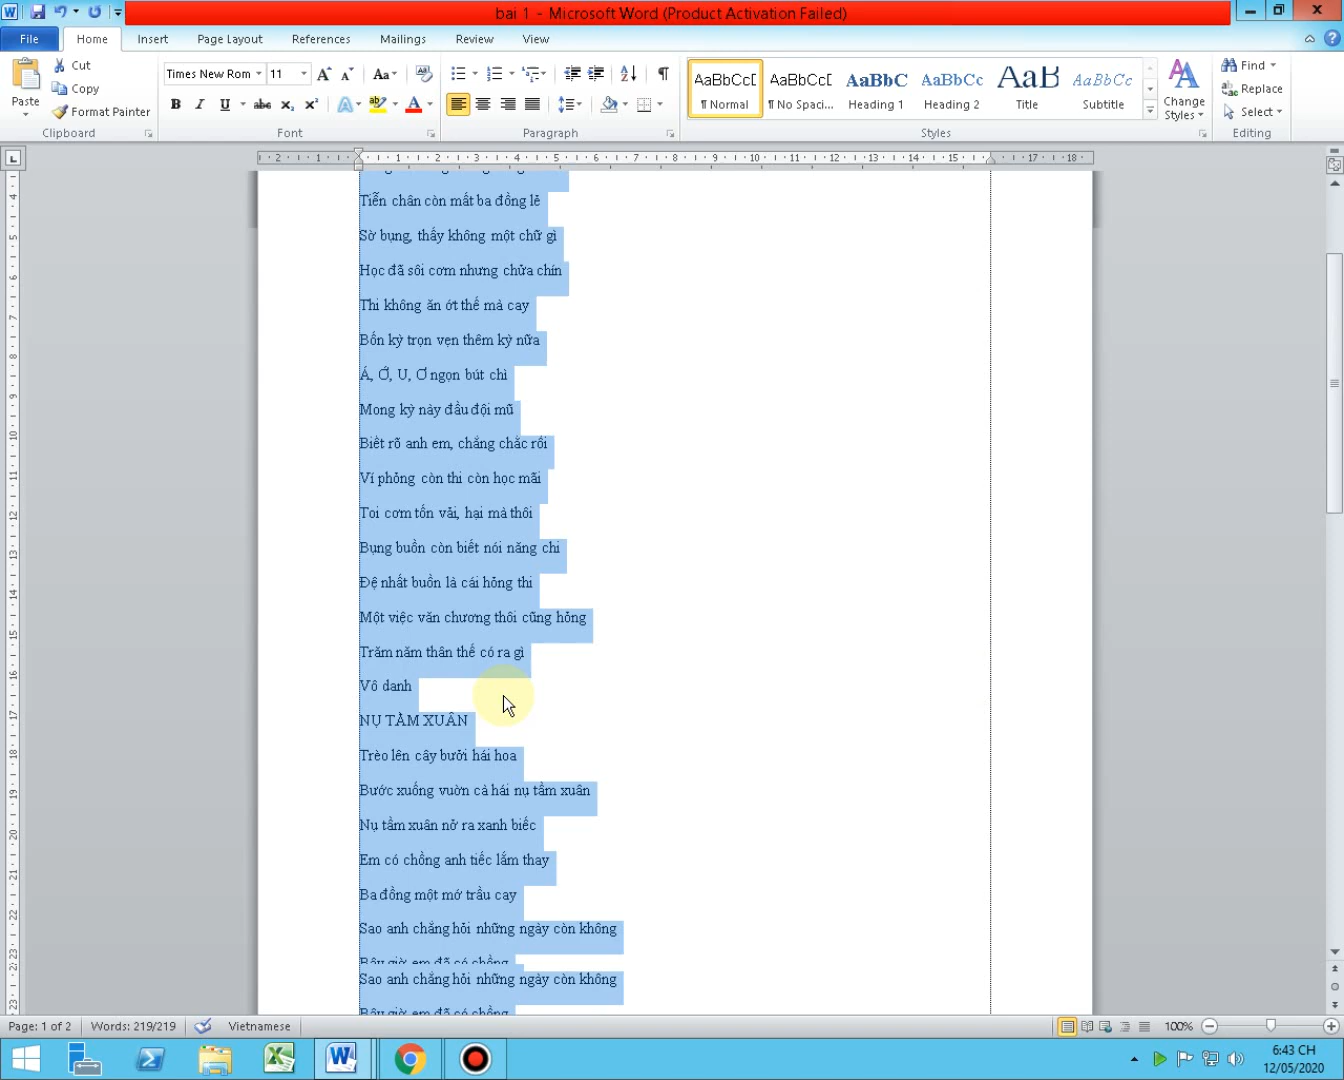 bai 1 - Microsoft Word (Product Activation Failed)
File Home Insert Page Layout References Mailings Review View
Cut
Copy
Format Painter
Paste
Clipboard
Times New Rom 11
Font
Paragraph
AaBbCcI AaBbCcI AaBbC AaBbCc AaB AaBbCc
¶ Normal ¶ No Spaci... Heading 1 Heading 2 Title Subtitle
Styles
Change Styles
Find
Replace
Select
Editing
Tiễn chân còn mất ba đồng lẻ
Sờ bụng, thấy không một chữ gì
Học đã sôi cơm nhưng chửa chín
Thi không ăn ớt thế mà cay
Bốn kỳ trọn vẹn thêm kỳ nữa
Á, Ớ, U, Ơ ngọn bút chì
Mong kỳ này đầu đội mũ
Biết rõ anh em, chẳng chắc rồi
Ví phỏng còn thi còn học mãi
Toi cơm tốn vải, hại mà thôi
Bụng buồn còn biết nói năng chi
Đệ nhất buồn là cái hỏng thi
Một việc văn chương thôi cũng hỏng
Trăm năm thân thế có ra gì
Vô danh
NỤ TẦM XUÂN
Trèo lên cây bưởi hái hoa
Bước xuống vườn cà hái nụ tầm xuân
Nụ tầm xuân nở ra xanh biếc
Em có chồng anh tiếc lắm thay
Ba đồng một mớ trầu cay
Sao anh chẳng hỏi những ngày còn không
Bây giờ em đã có chồng
Sao anh chẳng hỏi những ngày còn không
Bây giờ em đã có chồng
Page: 1 of 2 Words: 219/219 Vietnamese 100%
6:43 CH
12/05/2020